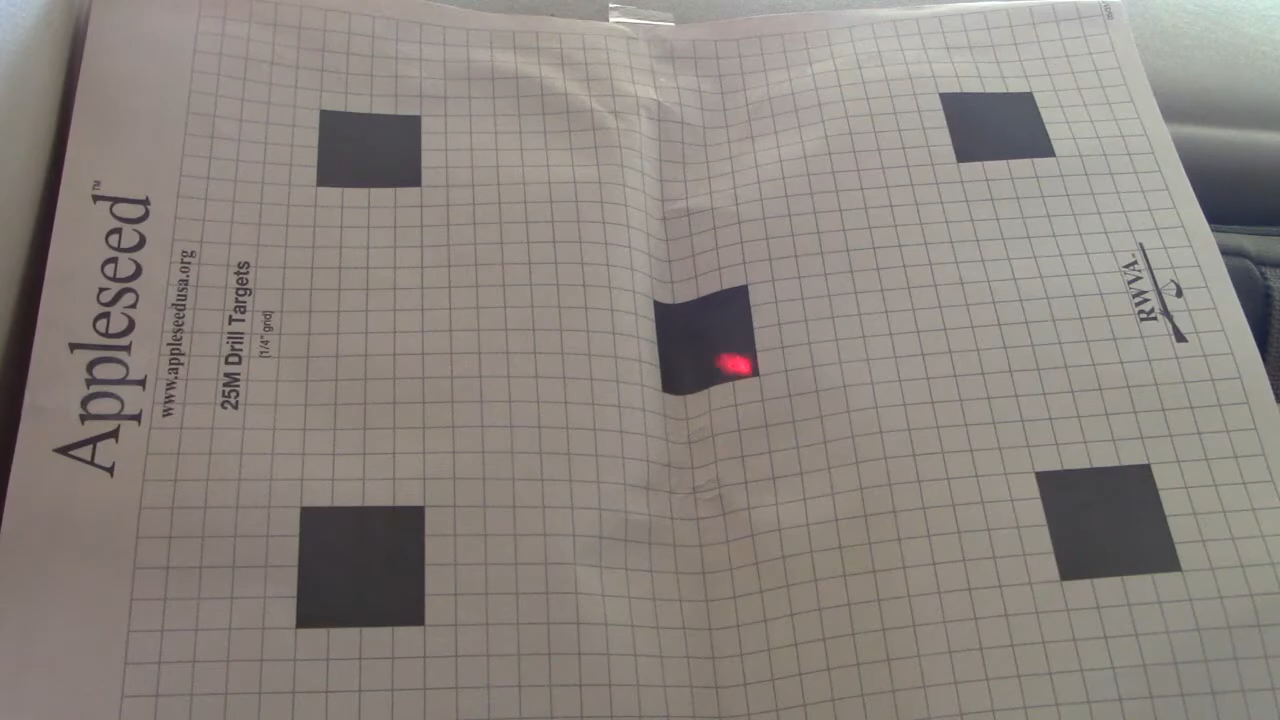 Appleseed™
www.appleseedusa.org
25M Drill Targets
(1/4" grid)
RWVA